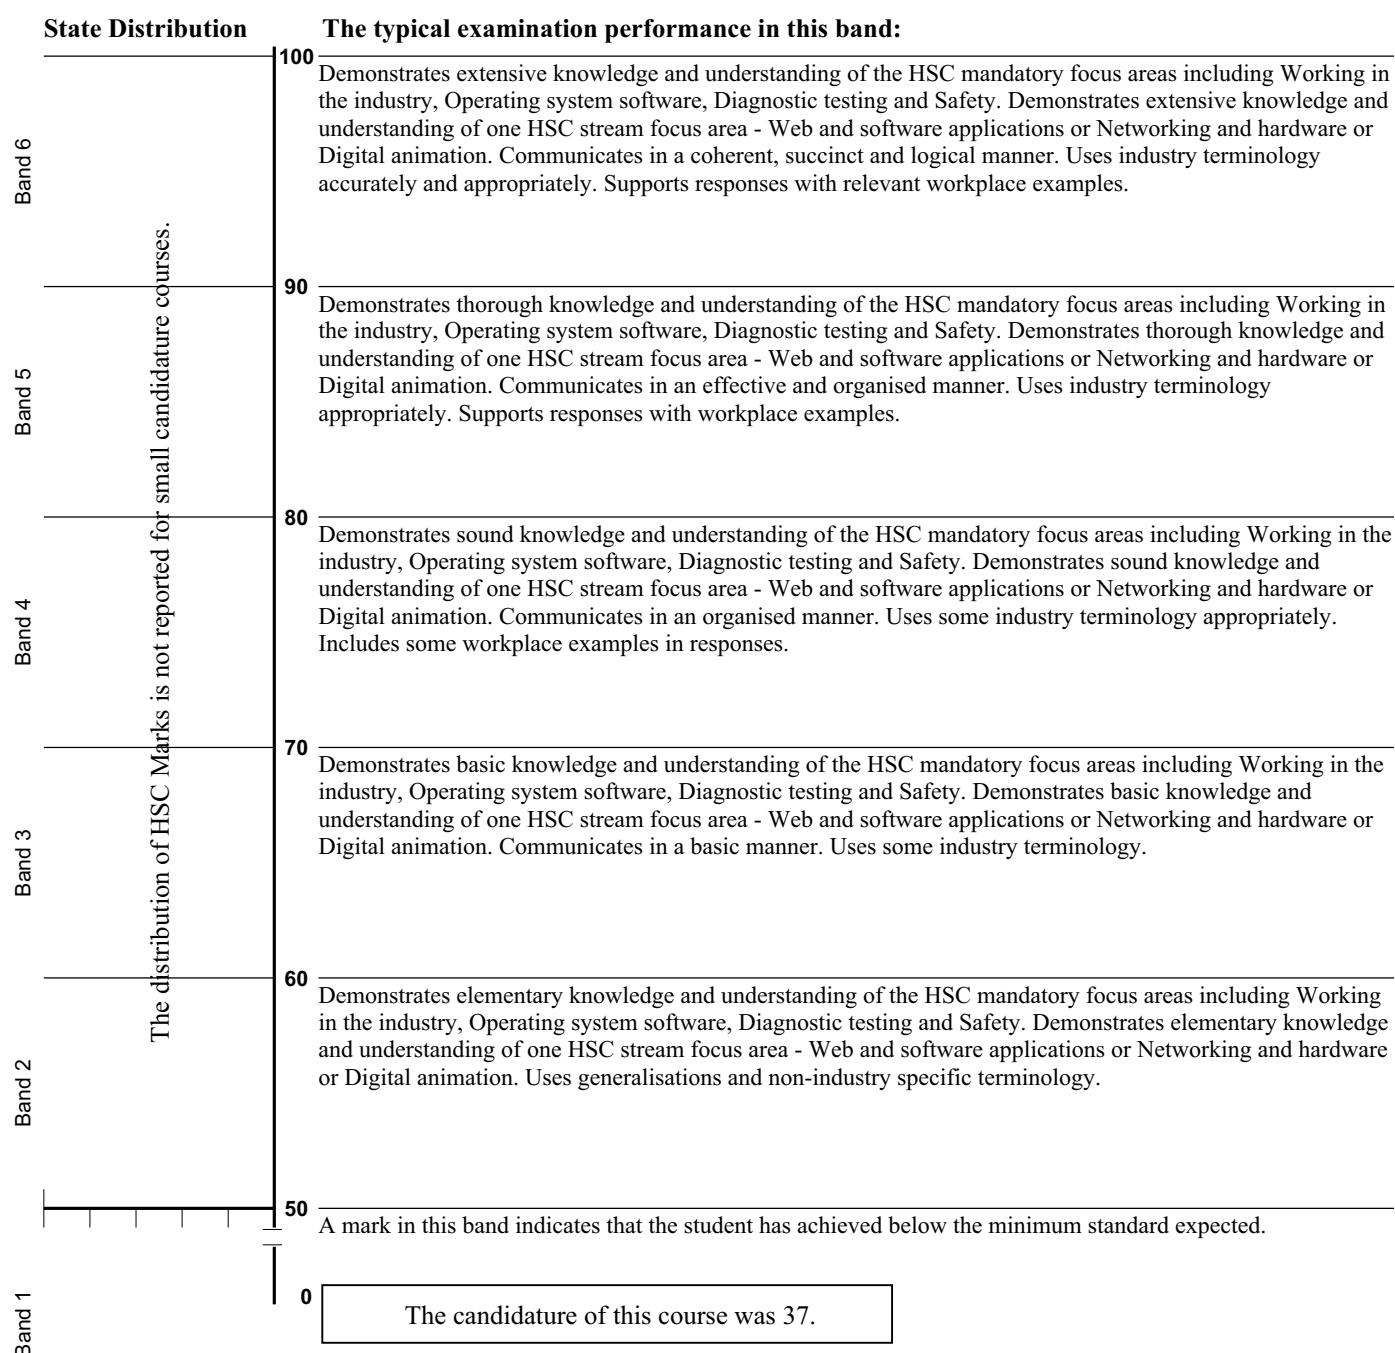 State Distribution
The typical examination performance in this band:
100
Demonstrates extensive knowledge and understanding of the HSC mandatory focus areas including Working in
the industry, Operating system software, Diagnostic testing and Safety. Demonstrates extensive knowledge and
understanding of one HSC stream focus area - Web and software applications or Networking and hardware or
Digital animation. Communicates in a coherent, succinct and logical manner. Uses industry terminology
accurately and appropriately. Supports responses with relevant workplace examples.
Band 6
90
Demonstrates thorough knowledge and understanding of the HSC mandatory focus areas including Working in
the industry, Operating system software, Diagnostic testing and Safety. Demonstrates thorough knowledge and
understanding of one HSC stream focus area - Web and software applications or Networking and hardware or
Digital animation. Communicates in an effective and organised manner. Uses industry terminology
appropriately. Supports responses with workplace examples.
Band 5
80
Demonstrates sound knowledge and understanding of the HSC mandatory focus areas including Working in the
industry, Operating system software, Diagnostic testing and Safety. Demonstrates sound knowledge and
understanding of one HSC stream focus area - Web and software applications or Networking and hardware or
Digital animation. Communicates in an organised manner. Uses some industry terminology appropriately.
Includes some workplace examples in responses.
Band 4
The distribution of HSC Marks is not reported for small candidature courses.
70
Demonstrates basic knowledge and understanding of the HSC mandatory focus areas including Working in the
industry, Operating system software, Diagnostic testing and Safety. Demonstrates basic knowledge and
understanding of one HSC stream focus area - Web and software applications or Networking and hardware or
Digital animation. Communicates in a basic manner. Uses some industry terminology.
Band 3
60
Demonstrates elementary knowledge and understanding of the HSC mandatory focus areas including Working
in the industry, Operating system software, Diagnostic testing and Safety. Demonstrates elementary knowledge
and understanding of one HSC stream focus area - Web and software applications or Networking and hardware
or Digital animation. Uses generalisations and non-industry specific terminology.
Band 2
50
A mark in this band indicates that the student has achieved below the minimum standard expected.
0
Band 1
The candidature of this course was 37.